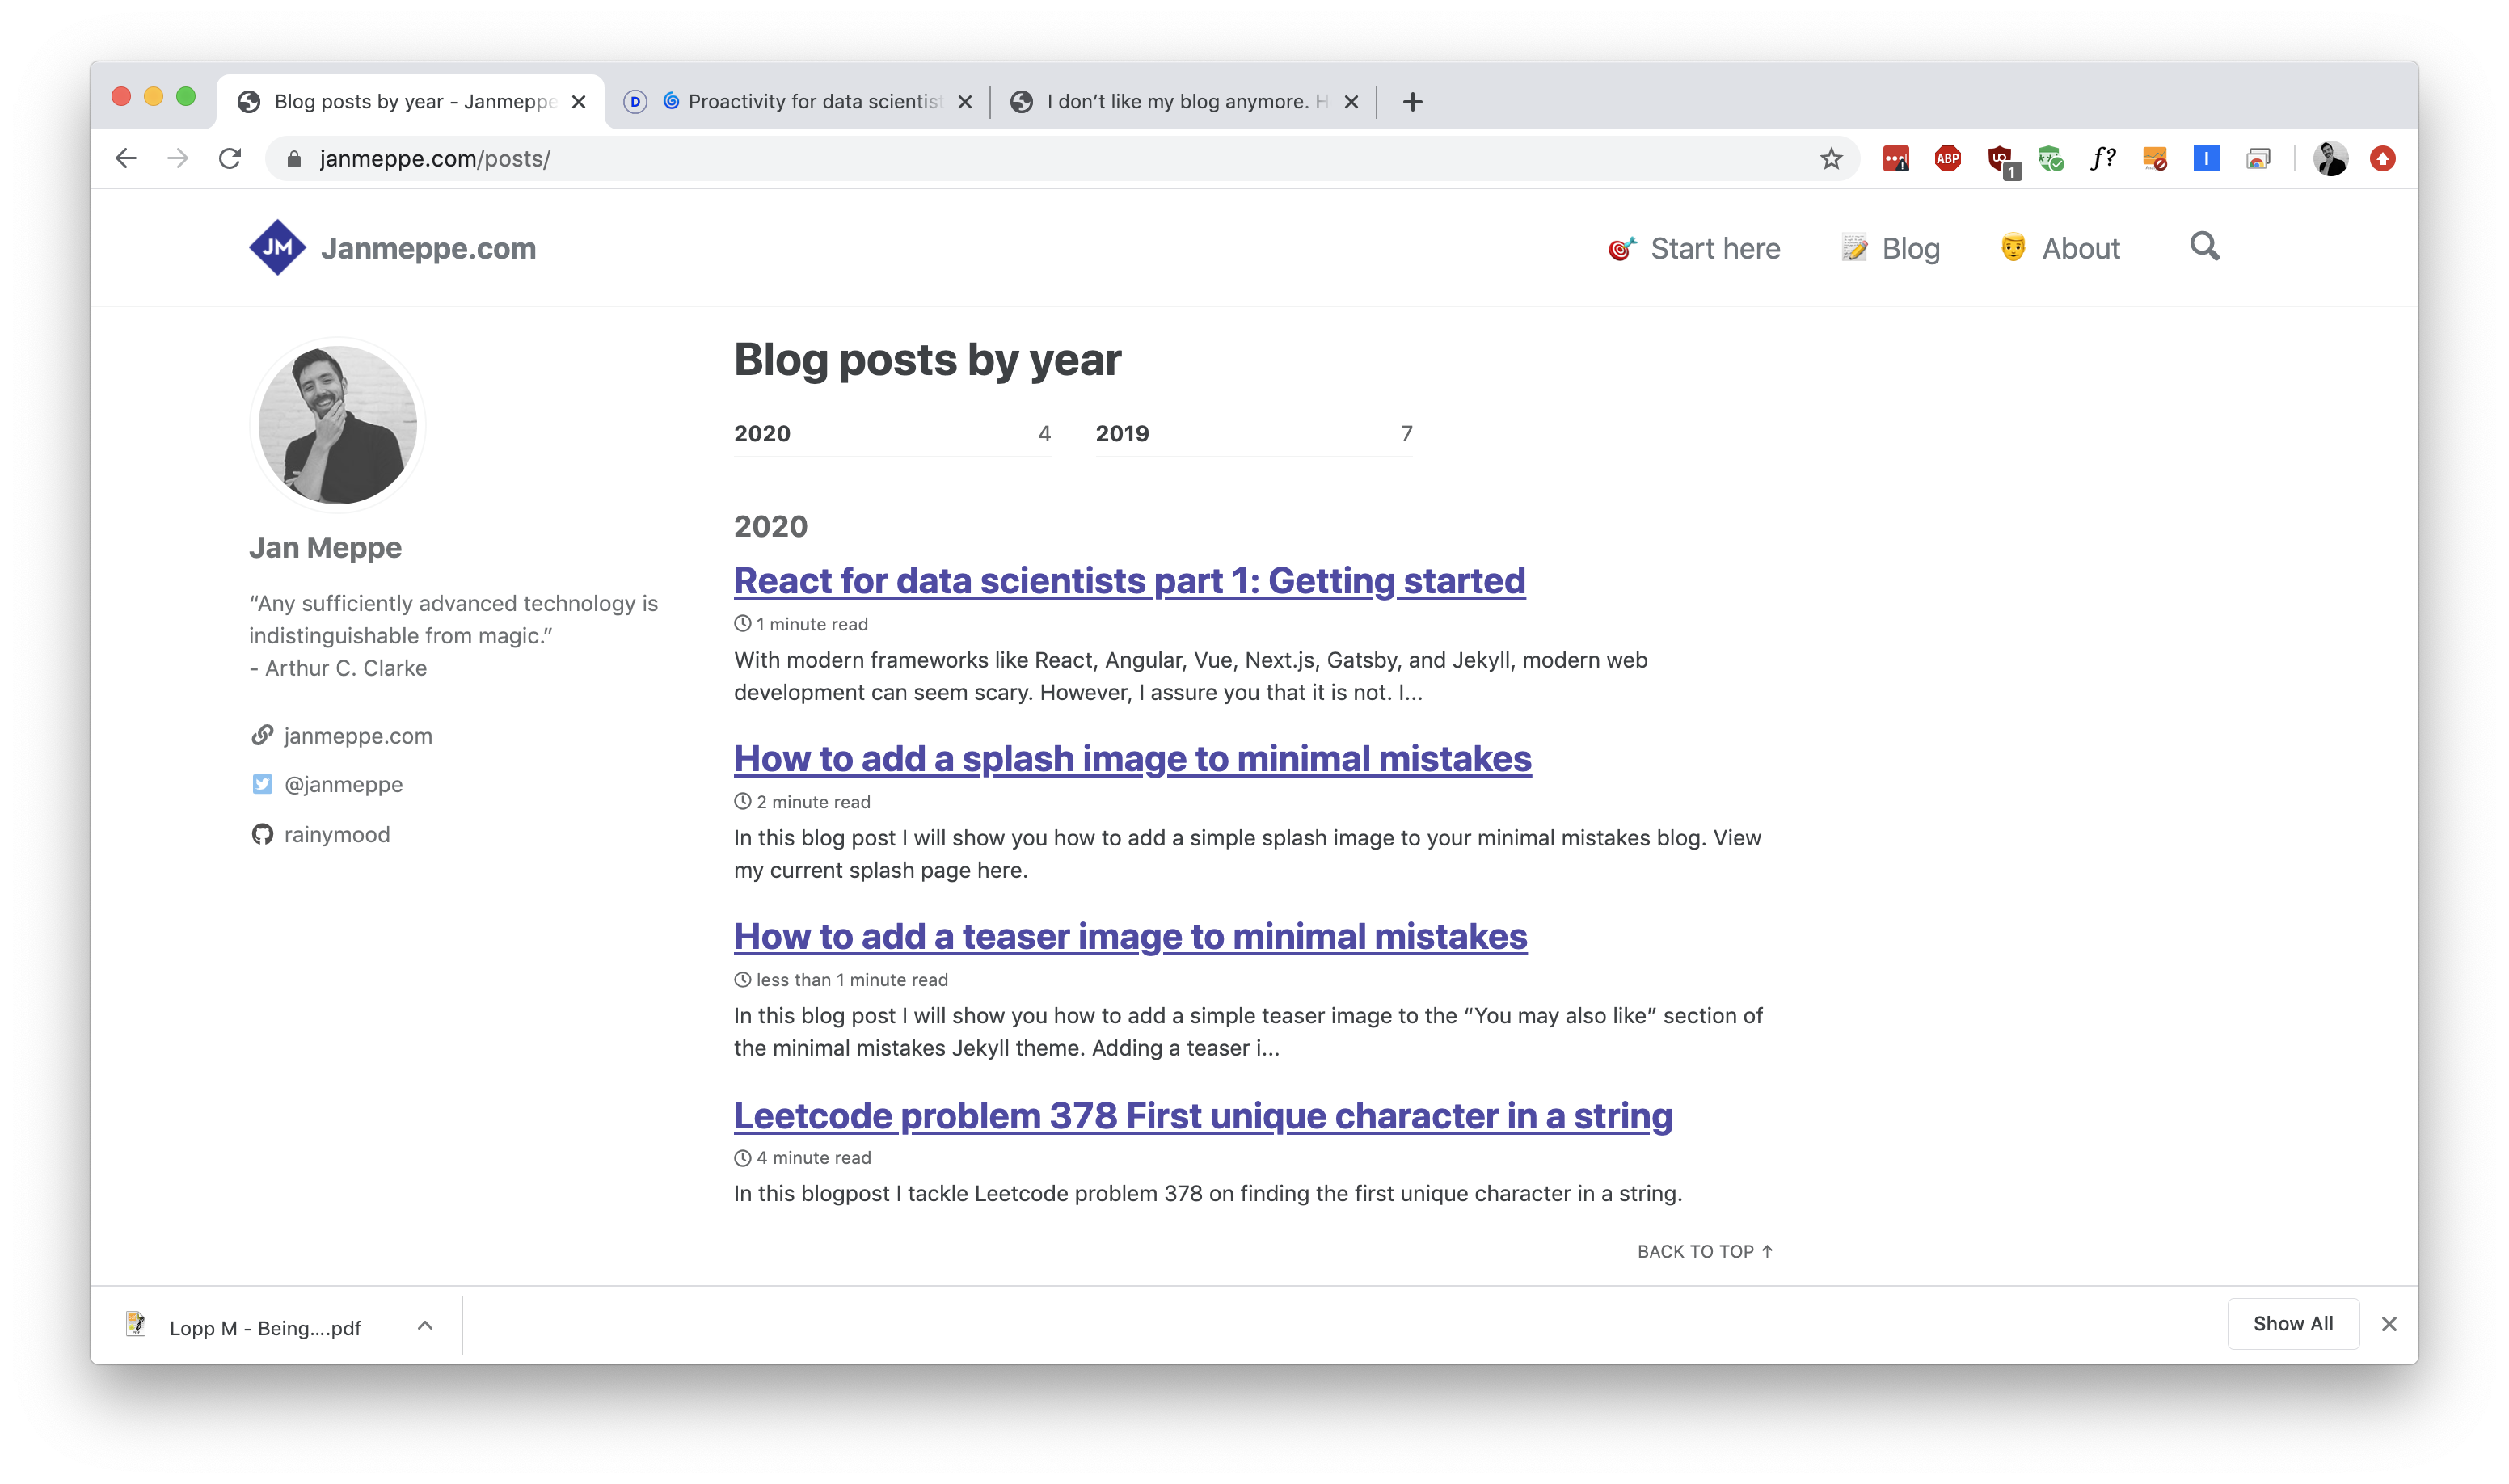 Blog posts by year - Janmeppe
Proactivity for data scientist
I don’t like my blog anymore. H
janmeppe.com/posts/
ABP
1
f?
JM
Janmeppe.com
Start here
Blog
About
Jan Meppe
“Any sufficiently advanced technology is
indistinguishable from magic.”
- Arthur C. Clarke
janmeppe.com
@janmeppe
rainymood
Blog posts by year
2020 4 2019 7
2020
React for data scientists part 1: Getting started
1 minute read
With modern frameworks like React, Angular, Vue, Next.js, Gatsby, and Jekyll, modern web
development can seem scary. However, I assure you that it is not. I...
How to add a splash image to minimal mistakes
2 minute read
In this blog post I will show you how to add a simple splash image to your minimal mistakes blog. View
my current splash page here.
How to add a teaser image to minimal mistakes
less than 1 minute read
In this blog post I will show you how to add a simple teaser image to the “You may also like” section of
the minimal mistakes Jekyll theme. Adding a teaser i...
Leetcode problem 378 First unique character in a string
4 minute read
In this blogpost I tackle Leetcode problem 378 on finding the first unique character in a string.
BACK TO TOP ↑
Lopp M - Being....pdf
Show All